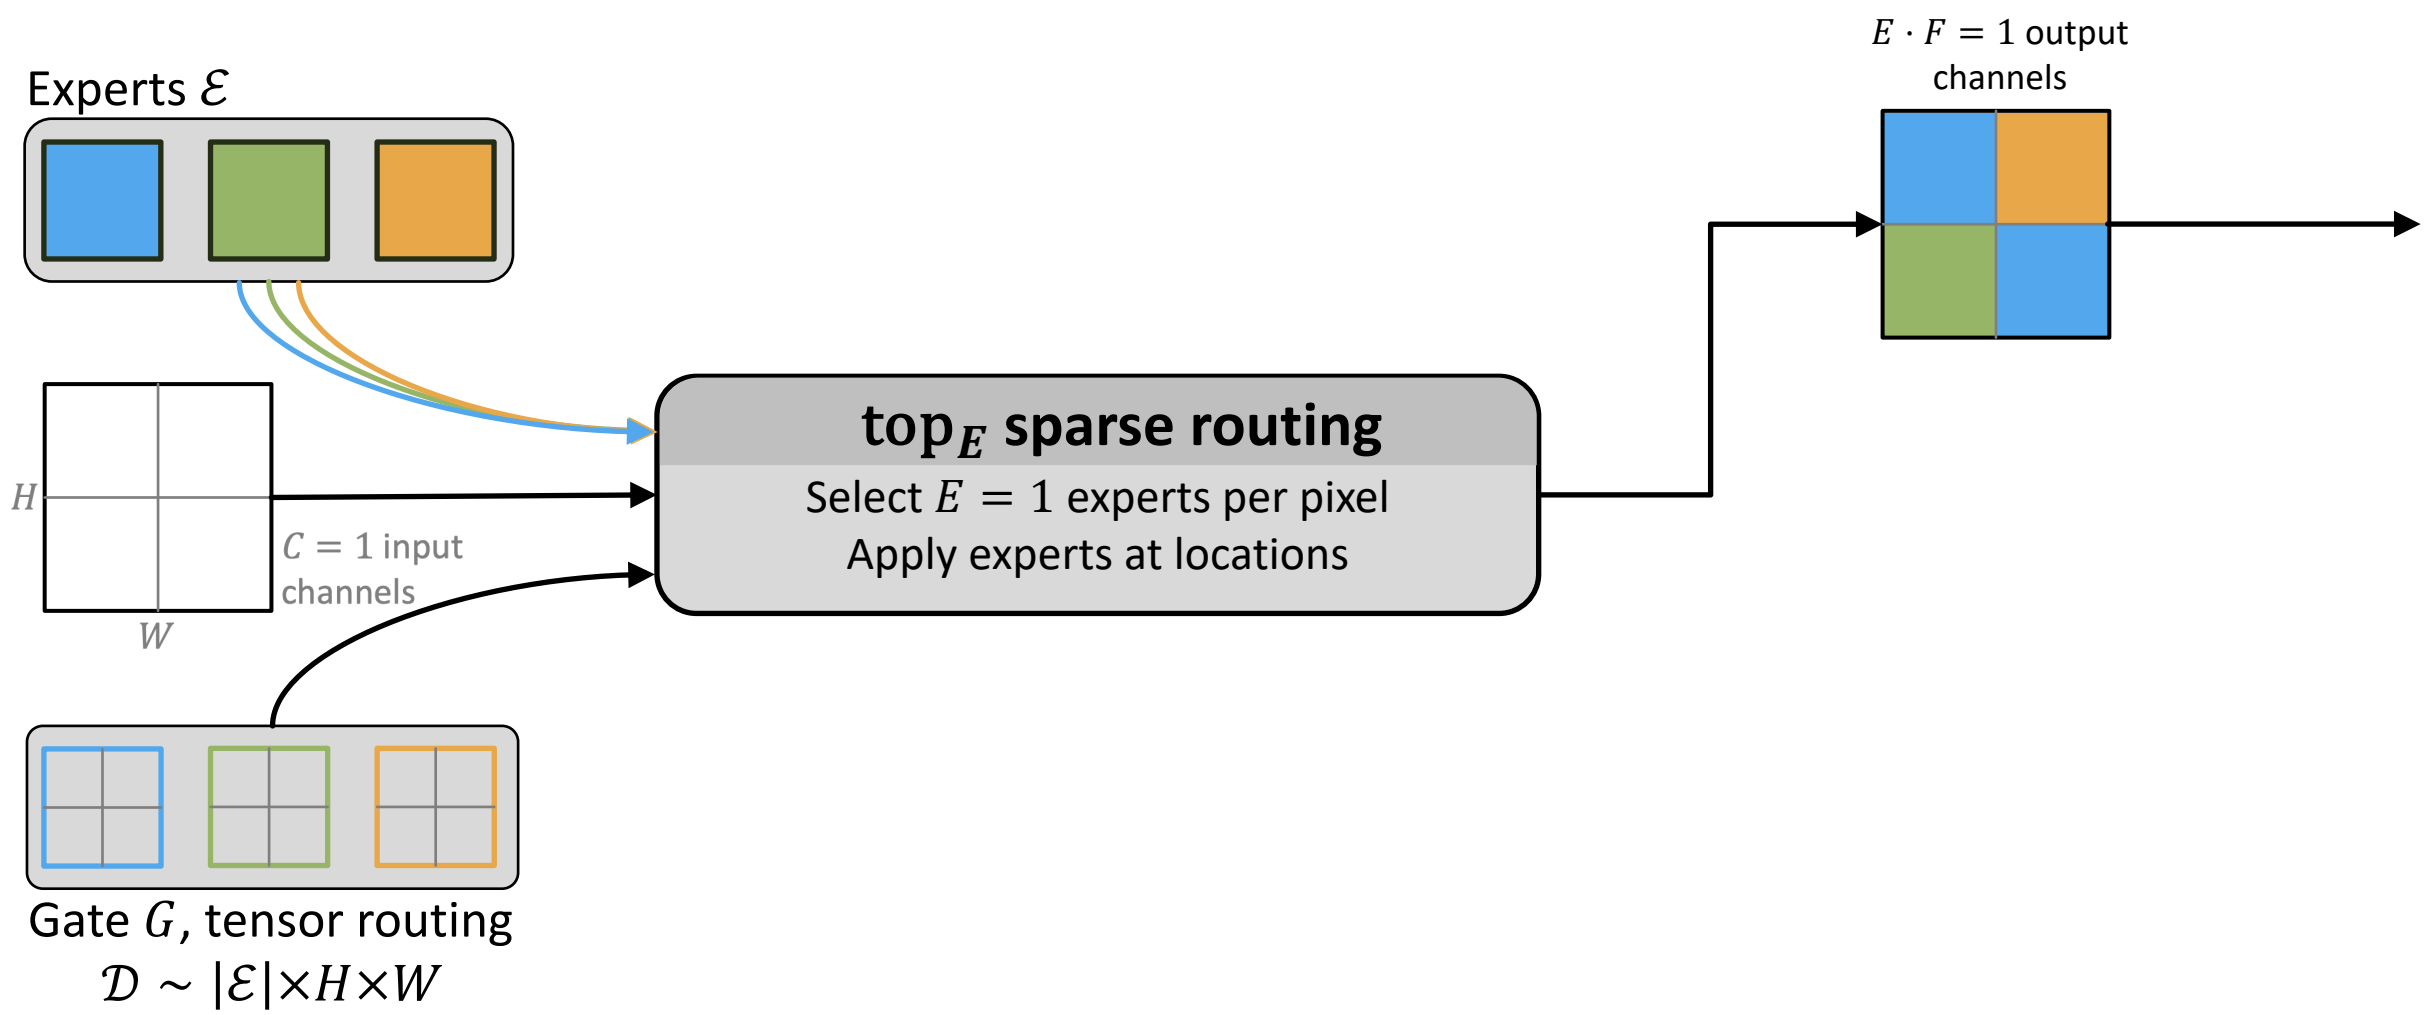 Experts ℰ
E · F = 1 output
channels
top_E sparse routing
Select E = 1 experts per pixel
Apply experts at locations
H
C = 1 input
channels
W
Gate G, tensor routing
𝒟 ~ |ℰ|×H×W